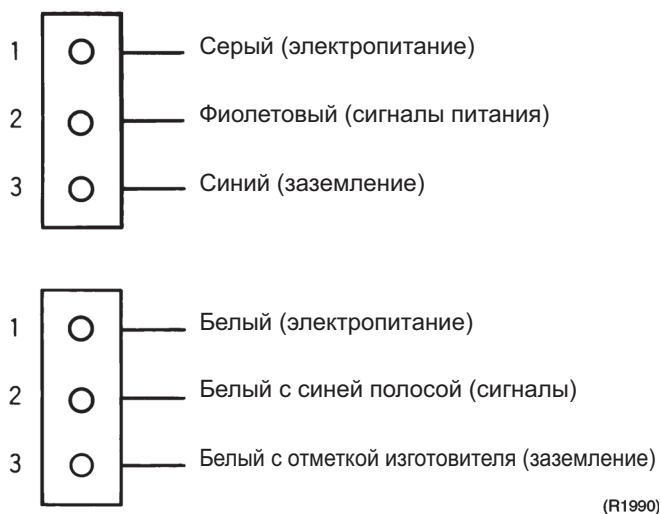 1 Серый (электропитание)
2 Фиолетовый (сигналы питания)
3 Синий (заземление)
1 Белый (электропитание)
2 Белый с синей полосой (сигналы)
3 Белый с отметкой изготовителя (заземление)
(R1990)